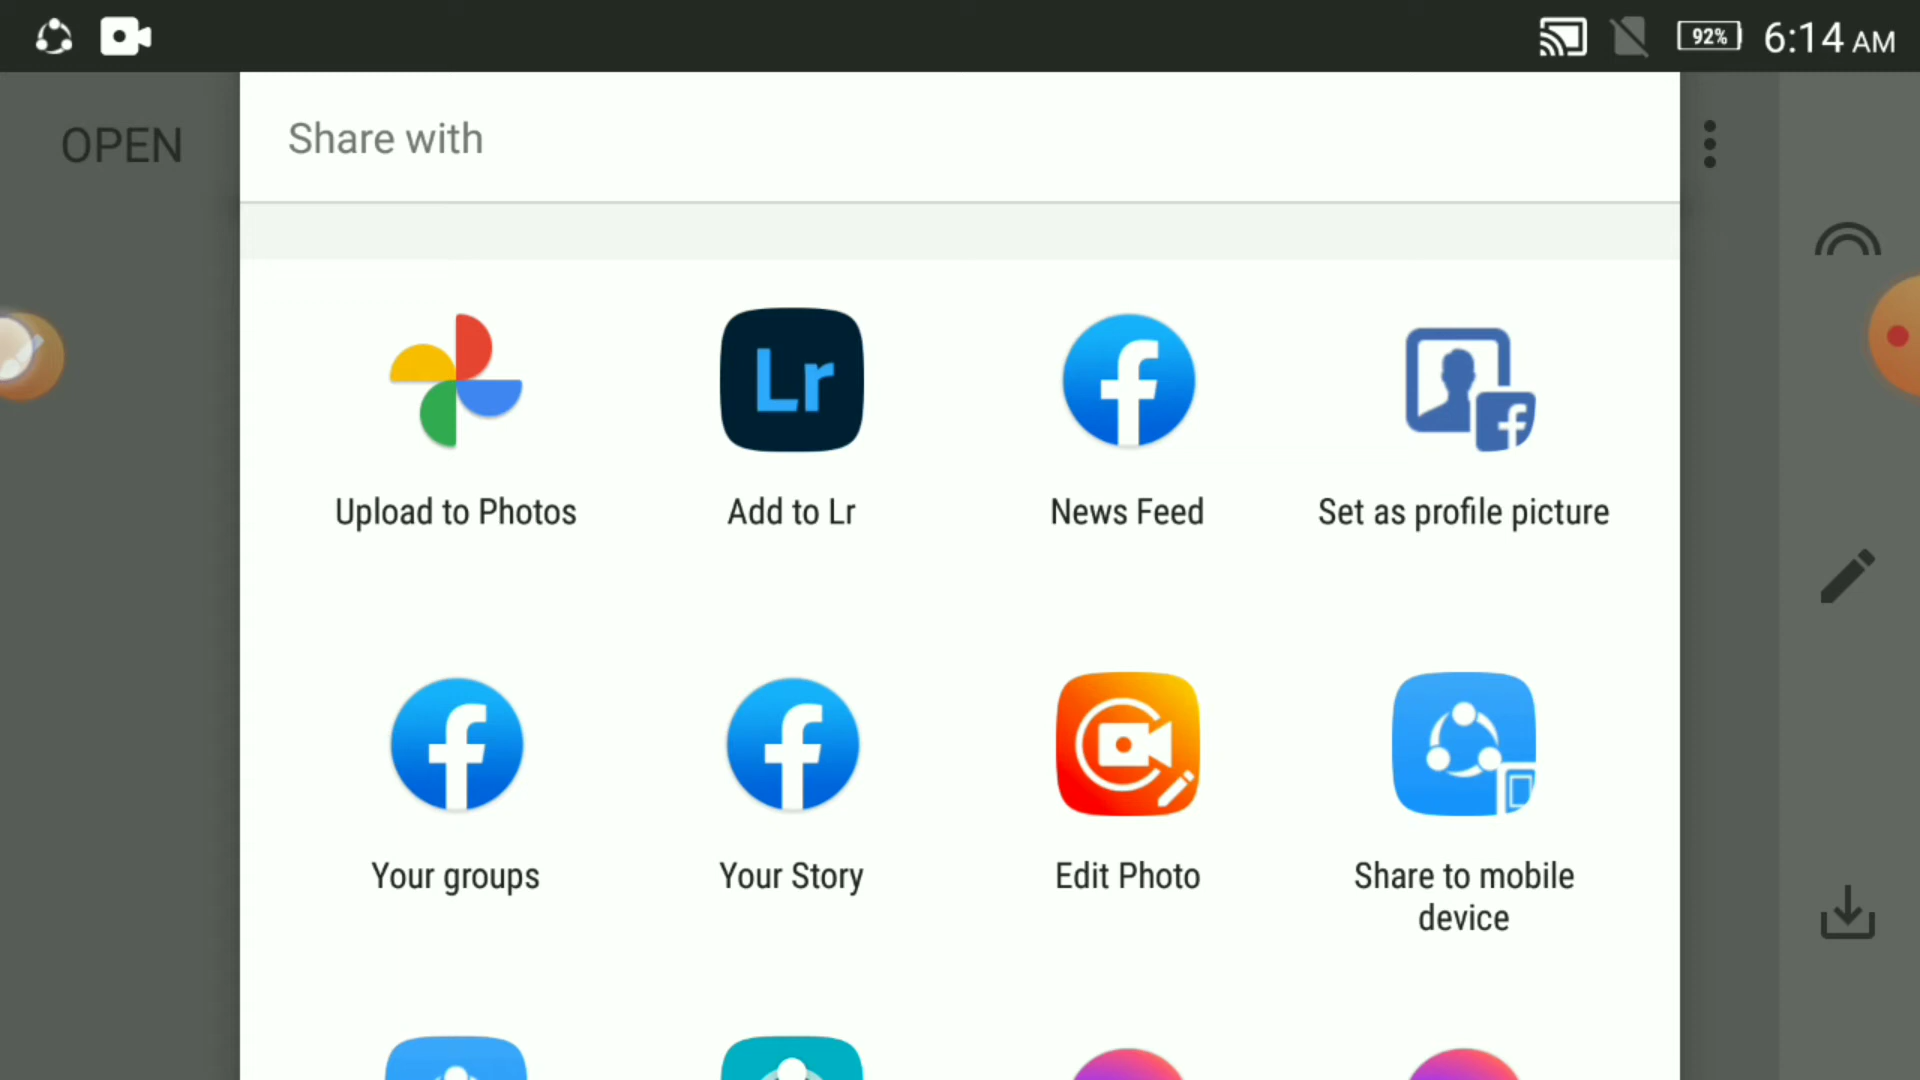 92% 6:14 AM
OPEN
Share with
Lr
Upload to Photos
Add to Lr
News Feed
Set as profile picture
Your groups
Your Story
Edit Photo
Share to mobile
device